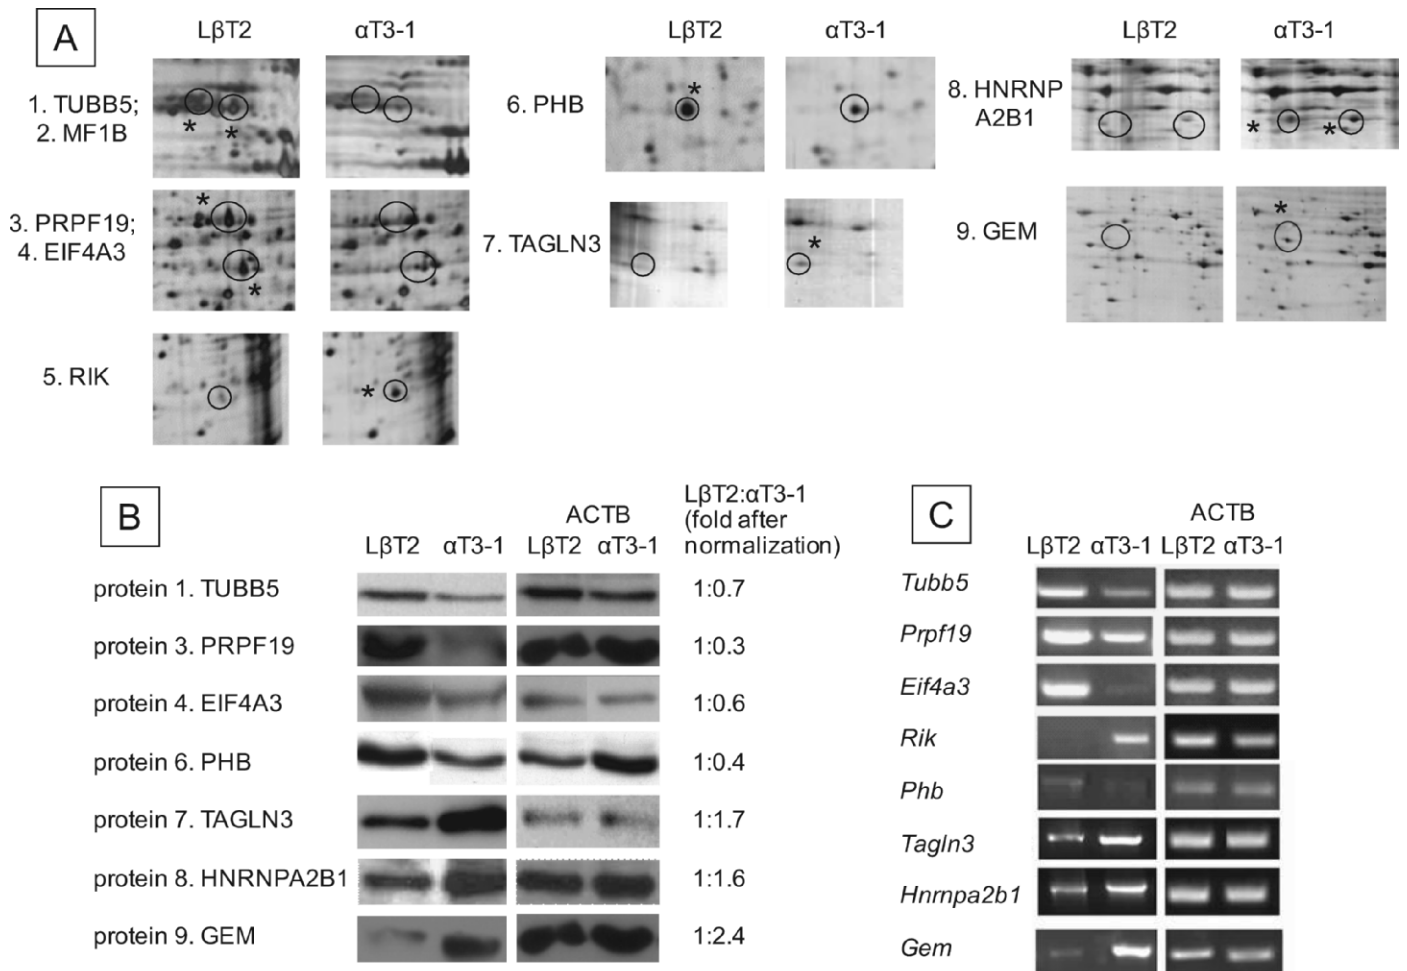 A
LβT2 αT3-1
1. TUBB5;
2. MF1B
*
*
3. PRPF19;
4. EIF4A3
*
*
5. RIK
*
LβT2 αT3-1
6. PHB
*
7. TAGLN3
*
LβT2 αT3-1
8. HNRNP
A2B1
* *
9. GEM
*
B
LβT2:αT3-1
(fold after
normalization)
ACTB
LβT2 αT3-1 LβT2 αT3-1
protein 1. TUBB5 1:0.7
protein 3. PRPF19 1:0.3
protein 4. EIF4A3 1:0.6
protein 6. PHB 1:0.4
protein 7. TAGLN3 1:1.7
protein 8. HNRNPA2B1 1:1.6
protein 9. GEM 1:2.4
C
ACTB
LβT2 αT3-1 LβT2 αT3-1
Tubb5
Prpf19
Eif4a3
Rik
Phb
Tagln3
Hnrnpa2b1
Gem